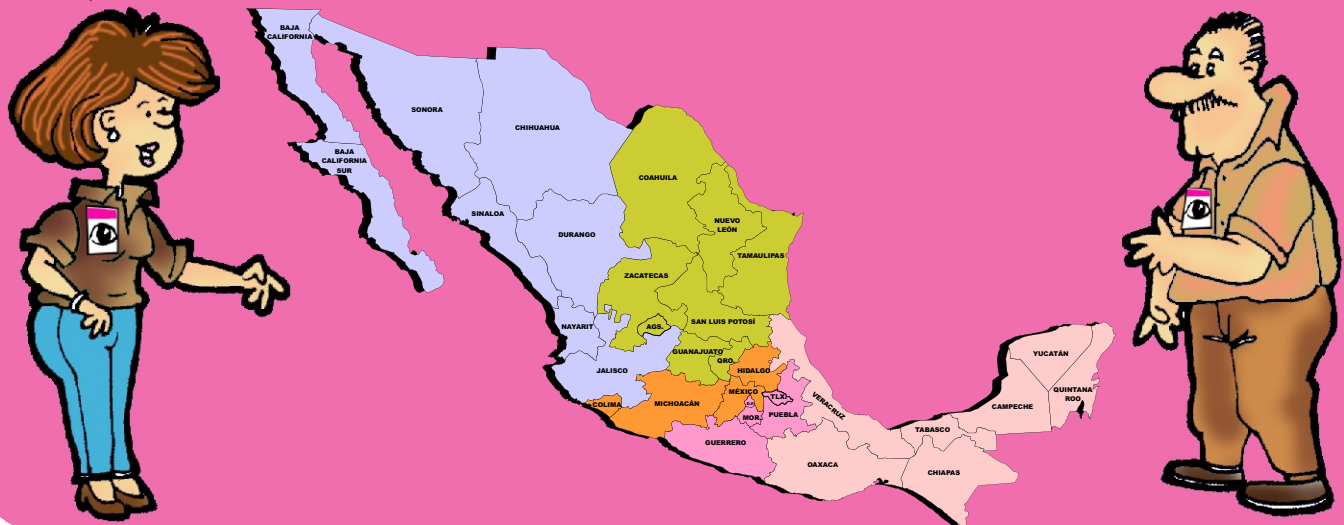 BAJA
CALIFORNIA
SONORA
CHIHUAHUA
BAJA
CALIFORNIA
SUR
COAHUILA
SINALOA
NUEVO
LEÓN
DURANGO
TAMAULIPAS
ZACATECAS
NAYARIT
AGS.
SAN LUIS POTOSÍ
GUANAJUATO
QRO.
YUCATÁN
JALISCO
HIDALGO
MÉXICO
TLX.
QUINTANA
ROO
COLIMA
MICHOACÁN
D.F.
VERACRUZ
CAMPECHE
MOR.
PUEBLA
TABASCO
GUERRERO
OAXACA
CHIAPAS